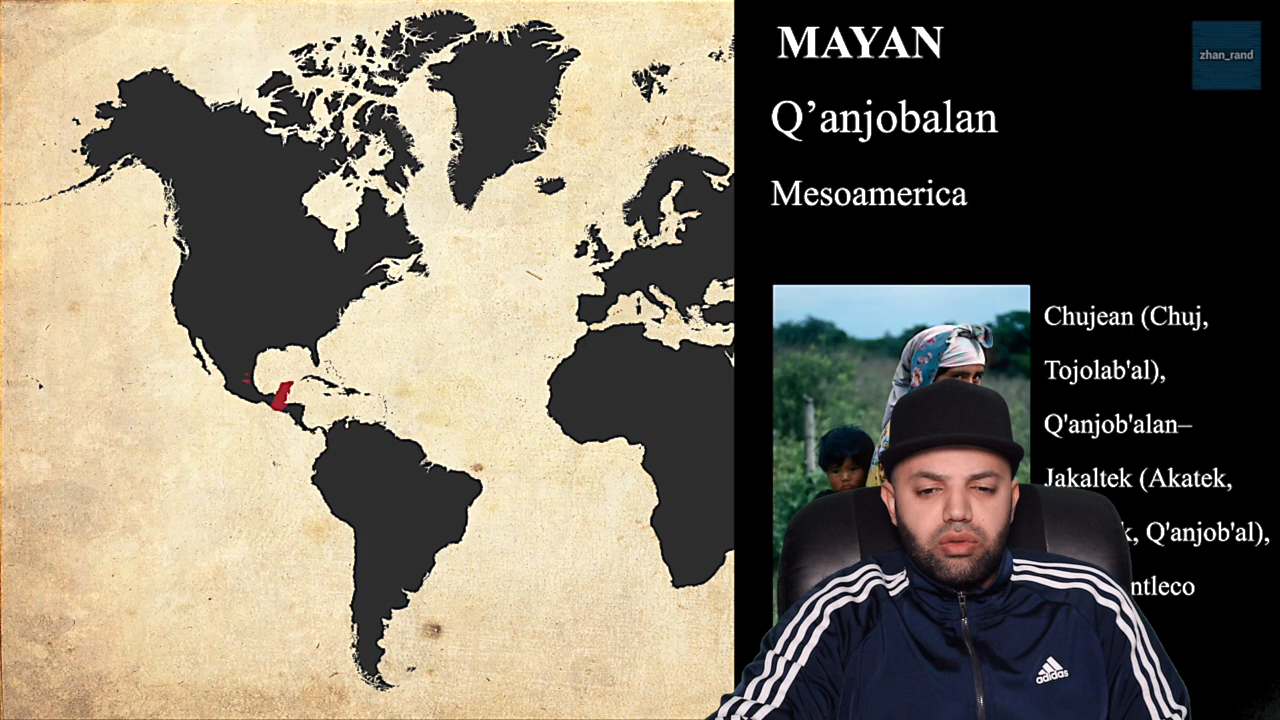 MAYAN
zhan_rand
Q’anjobalan
Mesoamerica
Chujean (Chuj,
Tojolab'al),
Q'anjob'alan–
Jakaltek (Akatek,
Q'anjob'al),
adidas